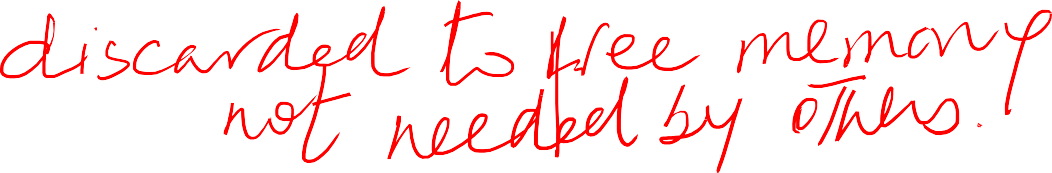 discarded to free memory
not needed by others.